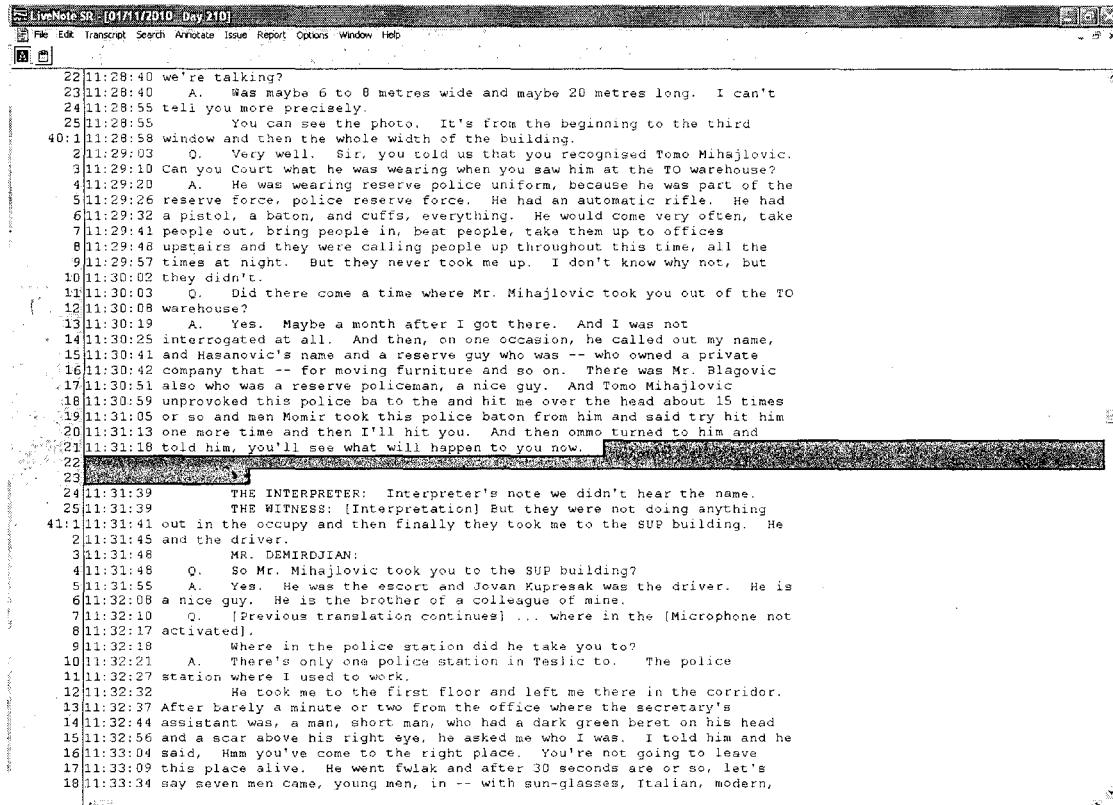 LiveNote SR - [01/11/2010 Day 210]
File Edit Transcript Search Annotate Issue Report Options Window Help
22 11:28:40 we're talking?
23 11:28:40 A. Was maybe 6 to 8 metres wide and maybe 20 metres long. I can't
24 11:28:55 tell you more precisely.
25 11:28:55 You can see the photo. It's from the beginning to the third
40:1 11:28:58 window and then the whole width of the building.
2 11:29:03 Q. Very well. Sir, you told us that you recognised Tomo Mihajlovic.
3 11:29:10 Can you Court what he was wearing when you saw him at the TO warehouse?
4 11:29:20 A. He was wearing reserve police uniform, because he was part of the
5 11:29:26 reserve force, police reserve force. He had an automatic rifle. He had
6 11:29:32 a pistol, a baton, and cuffs, everything. He would come very often, take
7 11:29:41 people out, bring people in, beat people, take them up to offices
8 11:29:48 upstairs and they were calling people up throughout this time, all the
9 11:29:57 times at night. But they never took me up. I don't know why not, but
10 11:30:02 they didn't.
11 11:30:03 Q. Did there come a time where Mr. Mihajlovic took you out of the TO
12 11:30:08 warehouse?
13 11:30:19 A. Yes. Maybe a month after I got there. And I was not
14 11:30:25 interrogated at all. And then, on one occasion, he called out my name,
15 11:30:41 and Hasanovic's name and a reserve guy who was -- who owned a private
16 11:30:42 company that -- for moving furniture and so on. There was Mr. Blagovic
17 11:30:51 also who was a reserve policeman, a nice guy. And Tomo Mihajlovic
18 11:30:59 unprovoked this police ba to the and hit me over the head about 15 times
19 11:31:05 or so and men Momir took this police baton from him and said try hit him
20 11:31:13 one more time and then I'll hit you. And then ommo turned to him and
21 11:31:18 told him, you'll see what will happen to you now.
22
23
24 11:31:39 THE INTERPRETER: Interpreter's note we didn't hear the name.
25 11:31:39 THE WITNESS: [Interpretation] But they were not doing anything
41:1 11:31:41 out in the occupy and then finally they took me to the SUP building. He
2 11:31:45 and the driver.
3 11:31:48 MR. DEMIRDJIAN:
4 11:31:48 Q. So Mr. Mihajlovic took you to the SUP building?
5 11:31:55 A. Yes. He was the escort and Jovan Kupresak was the driver. He is
6 11:32:08 a nice guy. He is the brother of a colleague of mine.
7 11:32:10 Q. [Previous translation continues] ... where in the [Microphone not
8 11:32:17 activated].
9 11:32:18 Where in the police station did he take you to?
10 11:32:21 A. There's only one police station in Teslic to. The police
11 11:32:27 station where I used to work.
12 11:32:32 He took me to the first floor and left me there in the corridor.
13 11:32:37 After barely a minute or two from the office where the secretary's
14 11:32:44 assistant was, a man, short man, who had a dark green beret on his head
15 11:32:56 and a scar above his right eye, he asked me who I was. I told him and he
16 11:33:04 said, Hmm you've come to the right place. You're not going to leave
17 11:33:09 this place alive. He went fwiak and after 30 seconds are or so, let's
18 11:33:34 say seven men came, young men, in -- with sun-glasses, Italian, modern,